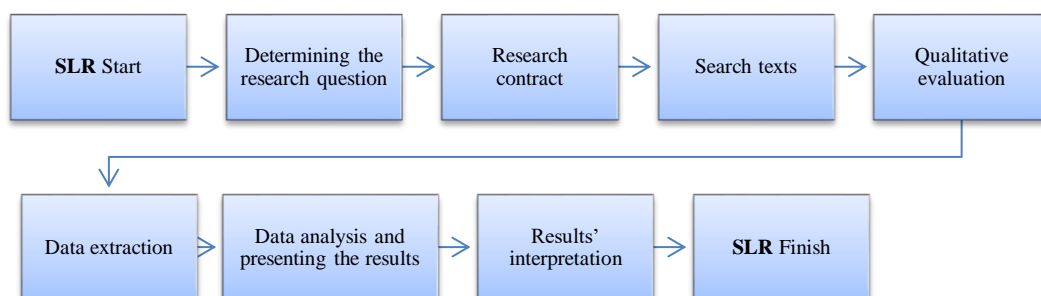 SLR Start
Determining the
research question
Research
contract
Search texts
Qualitative
evaluation
Data extraction
Data analysis and
presenting the results
Results’
interpretation
SLR Finish